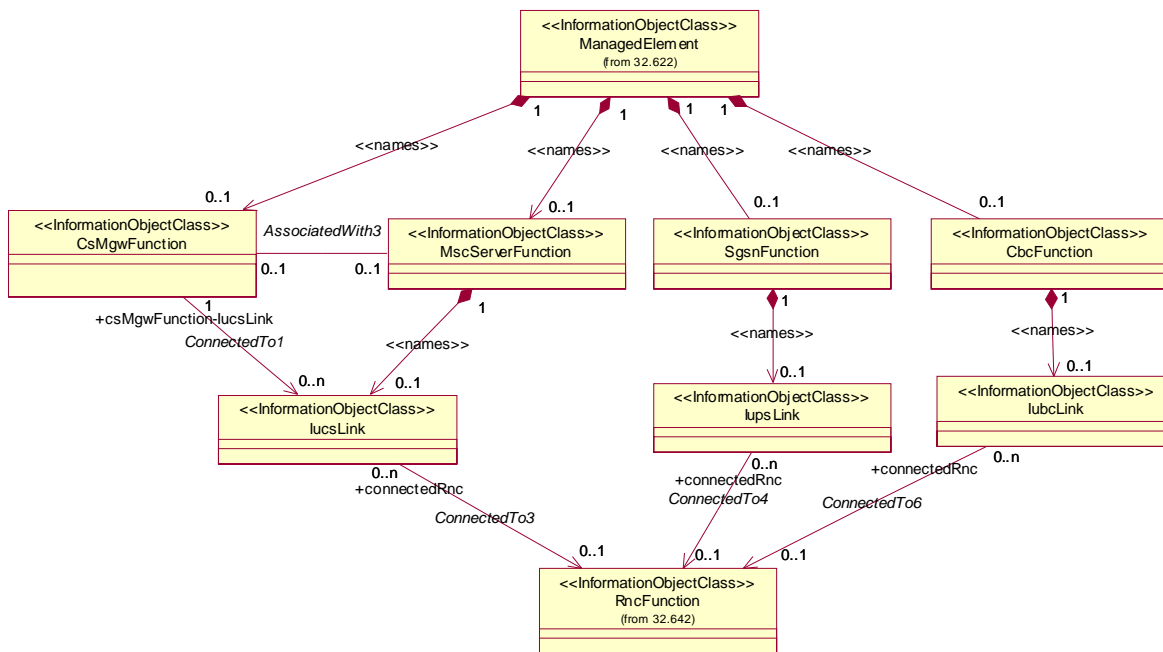 <<InformationObjectClass>>
ManagedElement
(from 32.622)
1
1
1
1
<<names>>
<<names>>
<<names>>
<<names>>
0..1
0..1
0..1
0..1
<<InformationObjectClass>>
CsMgwFunction
AssociatedWith3
0..1
0..1
<<InformationObjectClass>>
MscServerFunction
<<InformationObjectClass>>
SgsnFunction
<<InformationObjectClass>>
CbcFunction
1
+csMgwFunction-IucsLink
ConnectedTo1
0..n
1
<<names>>
0..1
1
<<names>>
0..1
1
<<names>>
0..1
<<InformationObjectClass>>
IucsLink
<<InformationObjectClass>>
IupsLink
<<InformationObjectClass>>
IubcLink
0..n
+connectedRnc
ConnectedTo3
0..1
0..n
+connectedRnc
ConnectedTo4
0..1
0..n
+connectedRnc
ConnectedTo6
0..1
<<InformationObjectClass>>
RncFunction
(from 32.642)